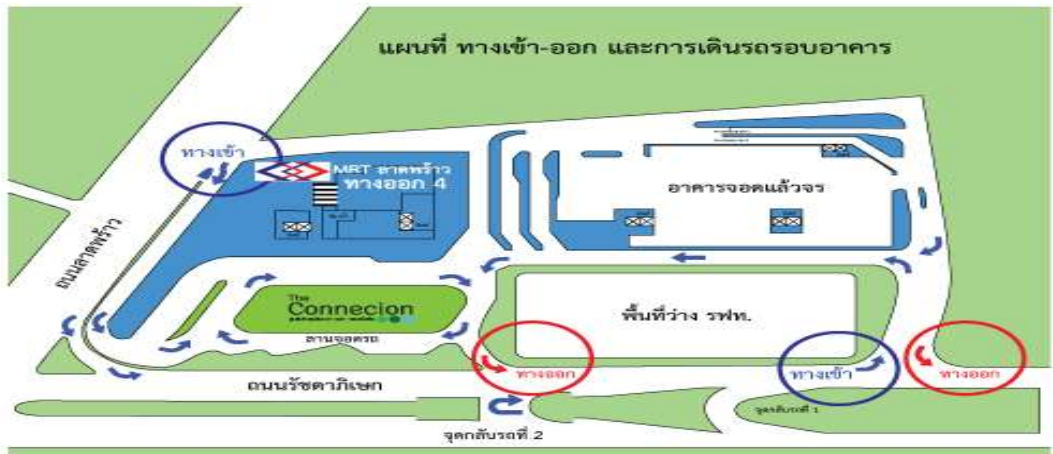 แผนที่ ทางเข้า-ออก และการเดินรถรอบอาคาร
ทางเข้า
MRT ลาดพร้าว
ทางออก 4
อาคารจอดแล้วจร
ถนนลาดพร้าว
The
Connecion
ลานจอดรถ
พื้นที่ว่าง รฟท.
ทางออก
ทางเข้า
ทางออก
ถนนรัชดาภิเษก
จุดกลับรถที่ 1
จุดกลับรถที่ 2